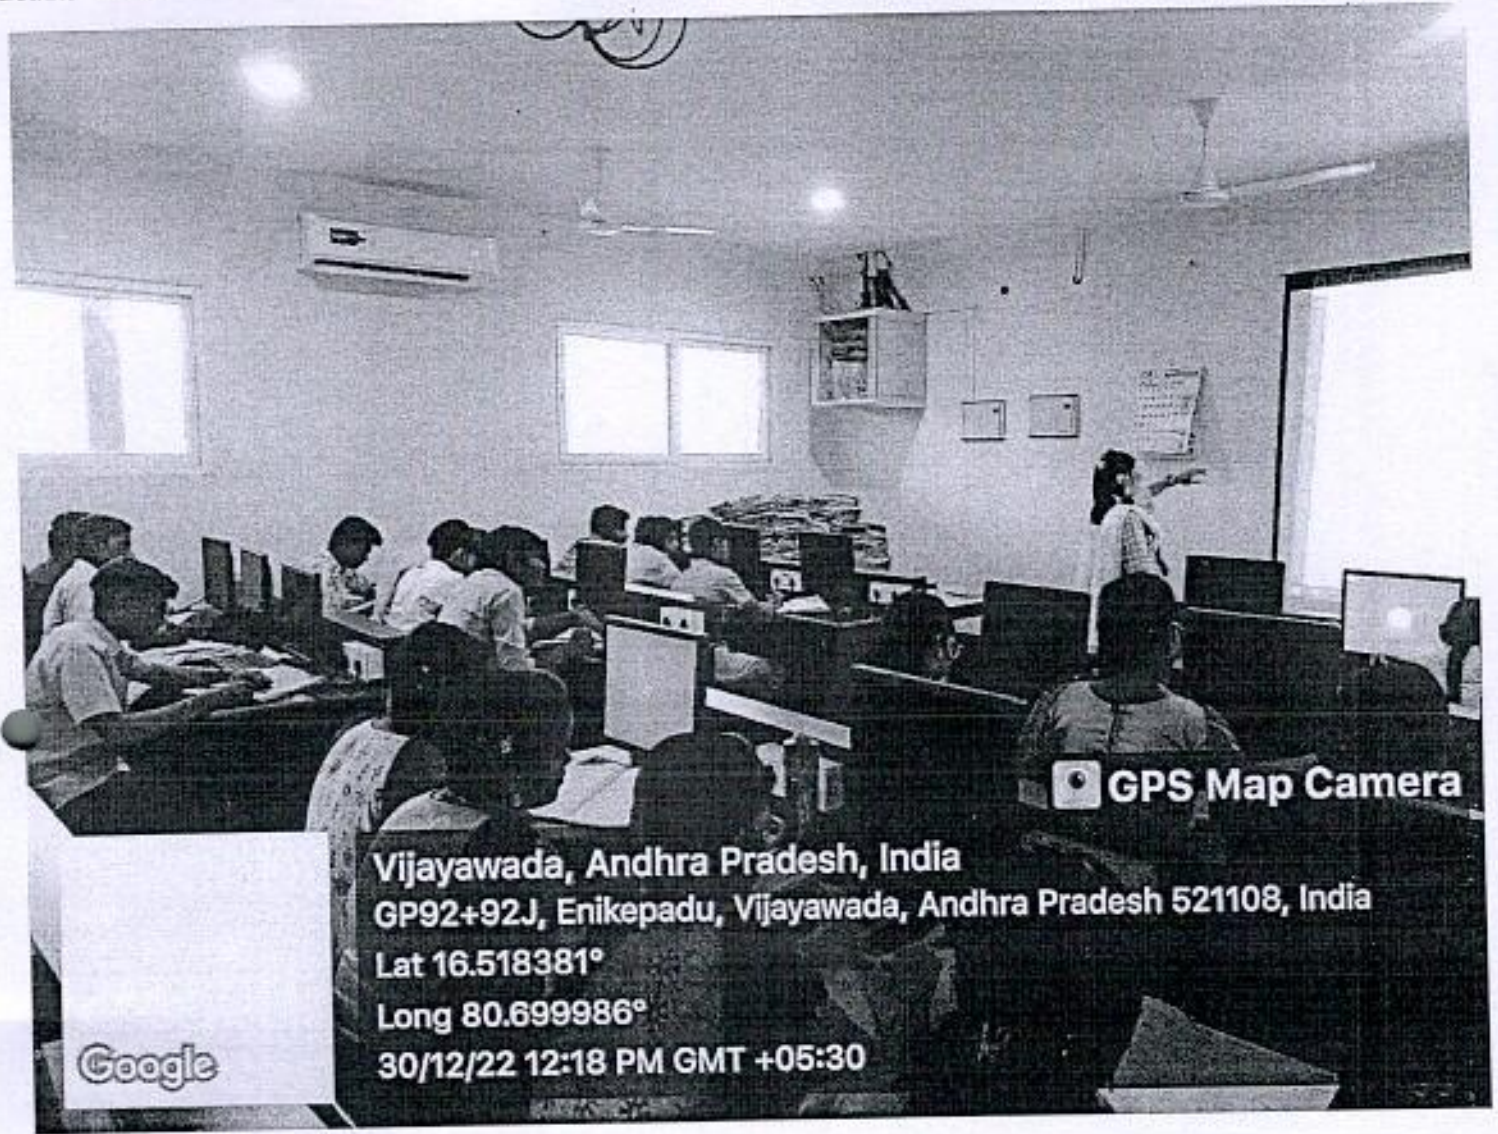 GPS Map Camera
Vijayawada, Andhra Pradesh, India
GP92+92J, Enikepadu, Vijayawada, Andhra Pradesh 521108, India
Lat 16.518381°
Long 80.699986°
30/12/22 12:18 PM GMT +05:30
Google